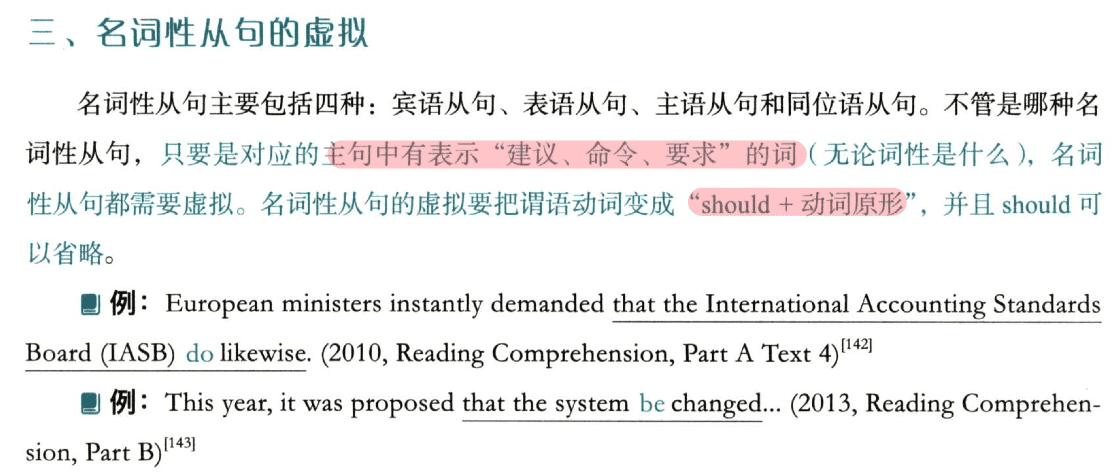 三、名词性从句的虚拟
名词性从句主要包括四种：宾语从句、表语从句、主语从句和同位语从句。不管是哪种名
词性从句，只要是对应的主句中有表示“建议、命令、要求”的词（无论词性是什么），名词
性从句都需要虚拟。名词性从句的虚拟要把谓语动词变成“should + 动词原形”，并且 should 可
以省略。
例：European ministers instantly demanded that the International Accounting Standards
Board (IASB) do likewise. (2010, Reading Comprehension, Part A Text 4)[142]
例：This year, it was proposed that the system be changed... (2013, Reading Comprehen-
sion, Part B)[143]